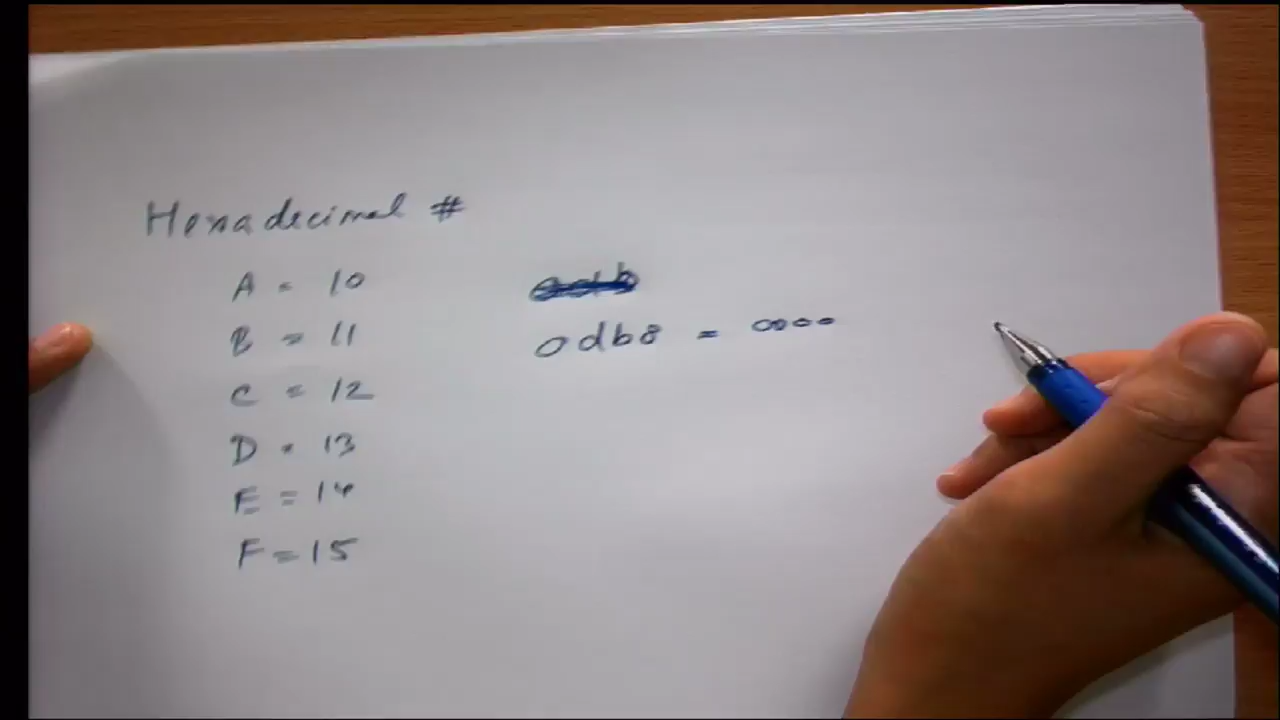 Hexadecimal #
A = 10
B = 11
C = 12
D = 13
E = 14
F = 15
0db8 = 0000